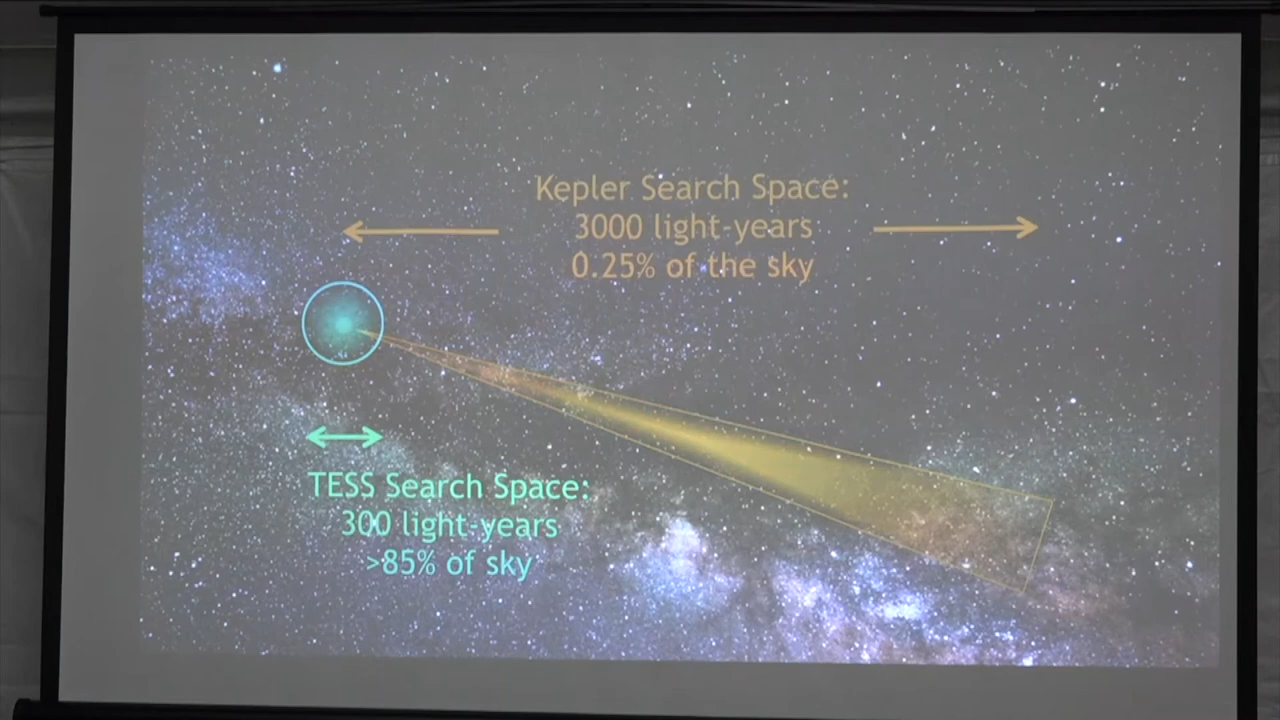 Kepler Search Space:
3000 light-years
0.25% of the sky
TESS Search Space:
300 light-years
>85% of sky